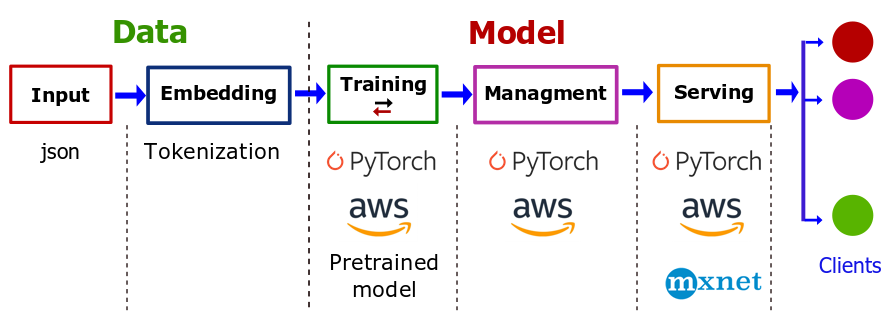 Data
Model
Input
Embedding
Training
Managment
Serving
json
Tokenization
PyTorch
PyTorch
PyTorch
aws
aws
aws
Pretrained
model
mxnet
Clients